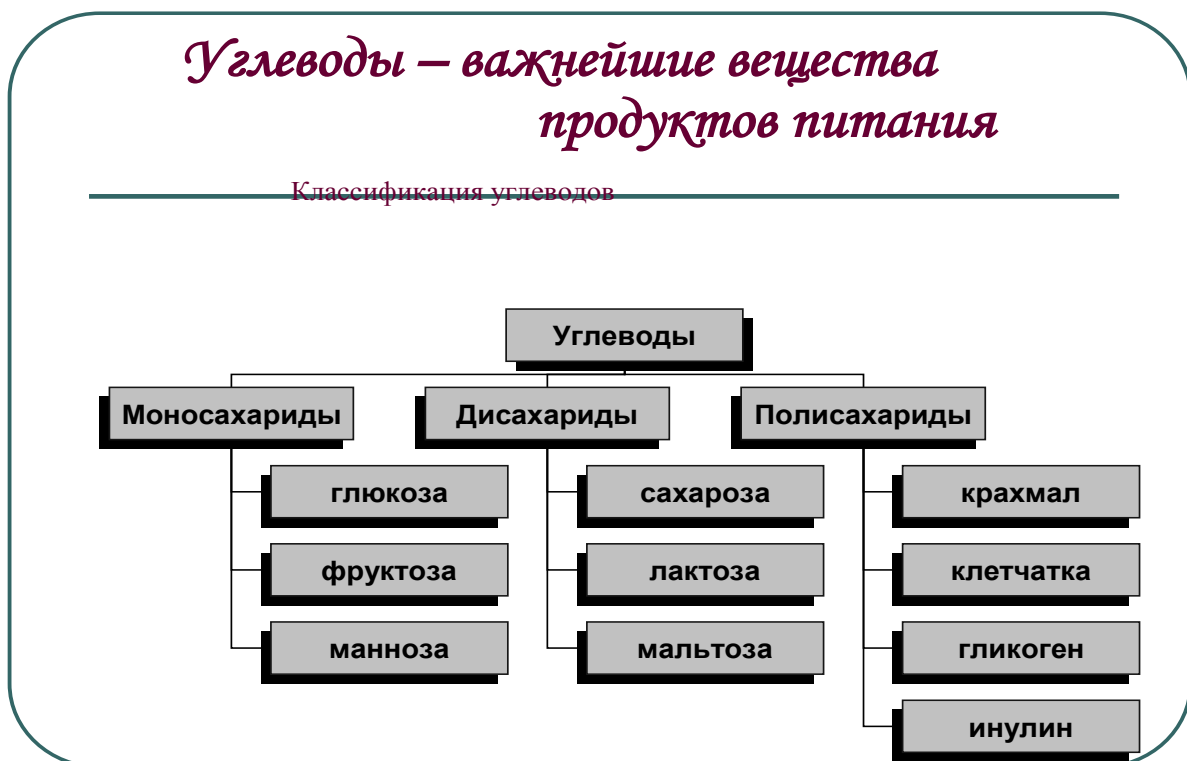 Углеводы – важнейшие вещества
продуктов питания
Классификация углеводов
Углеводы
Моносахариды
Дисахариды
Полисахариды
глюкоза
сахароза
крахмал
фруктоза
лактоза
клетчатка
манноза
мальтоза
гликоген
инулин